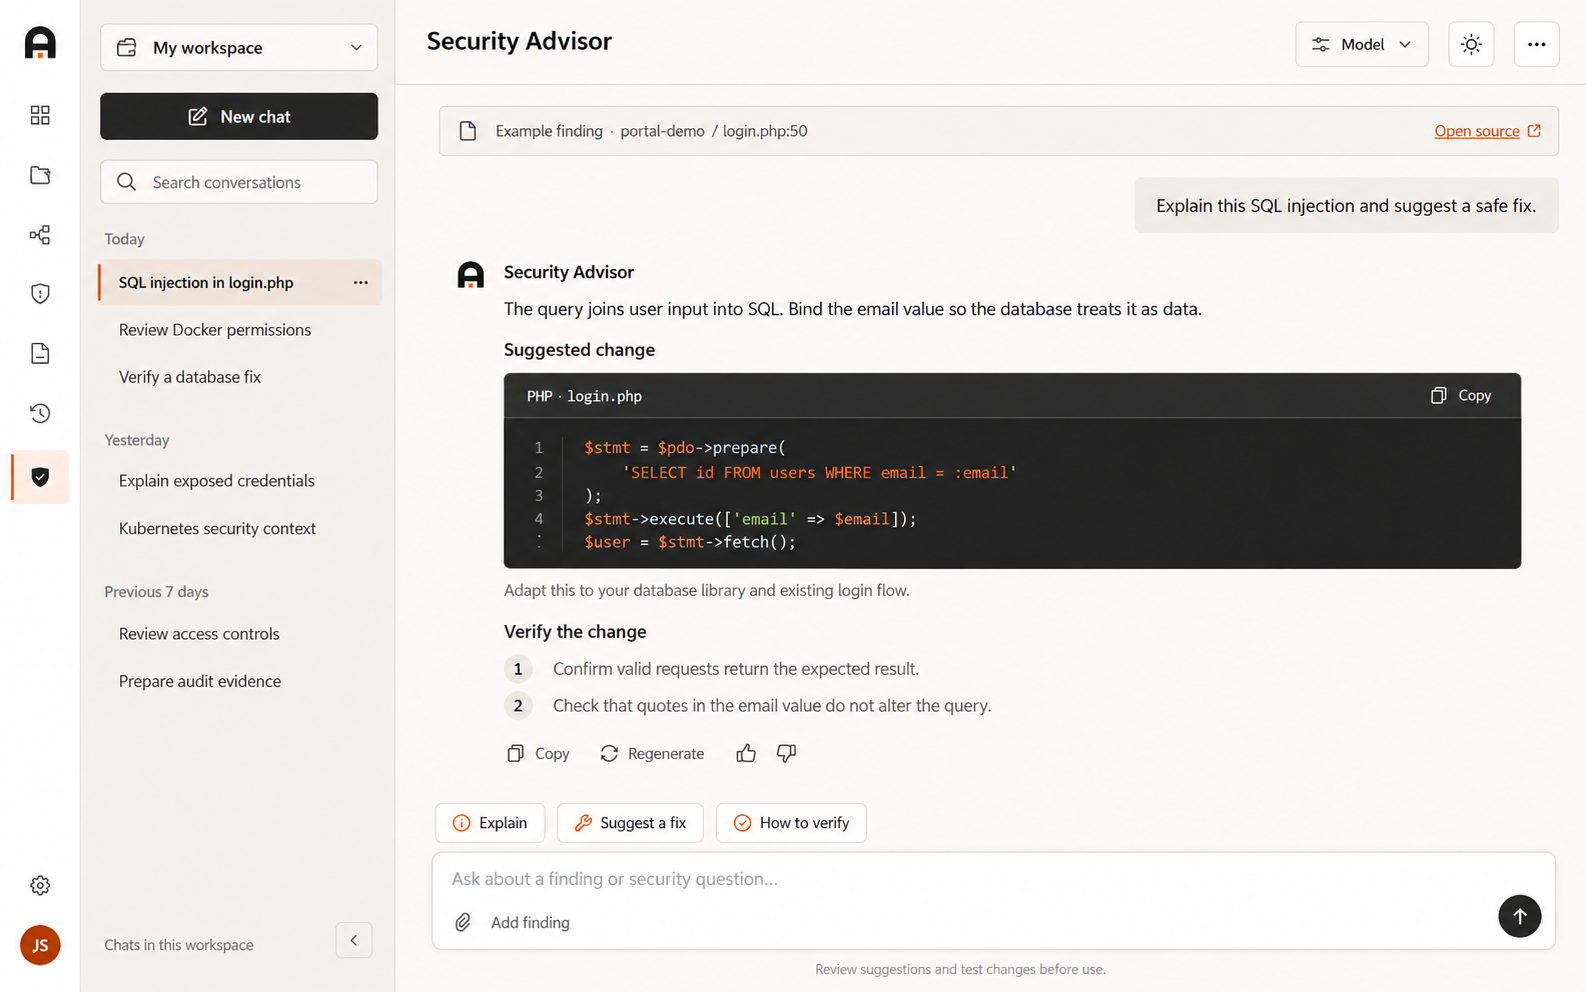 My workspace
New chat
Search conversations
Today
SQL injection in login.php
Review Docker permissions
Verify a database fix
Yesterday
Explain exposed credentials
Kubernetes security context
Previous 7 days
Review access controls
Prepare audit evidence
JS
Chats in this workspace
Security Advisor
Model
Example finding · portal-demo / login.php:50
Open source
Explain this SQL injection and suggest a safe fix.
Security Advisor
The query joins user input into SQL. Bind the email value so the database treats it as data.
Suggested change
PHP · login.php
Copy
1 $stmt = $pdo->prepare(
2     'SELECT id FROM users WHERE email = :email'
3 );
4 $stmt->execute(['email' => $email]);
$user = $stmt->fetch();
Adapt this to your database library and existing login flow.
Verify the change
1 Confirm valid requests return the expected result.
2 Check that quotes in the email value do not alter the query.
Copy
Regenerate
Explain
Suggest a fix
How to verify
Ask about a finding or security question...
Add finding
Review suggestions and test changes before use.